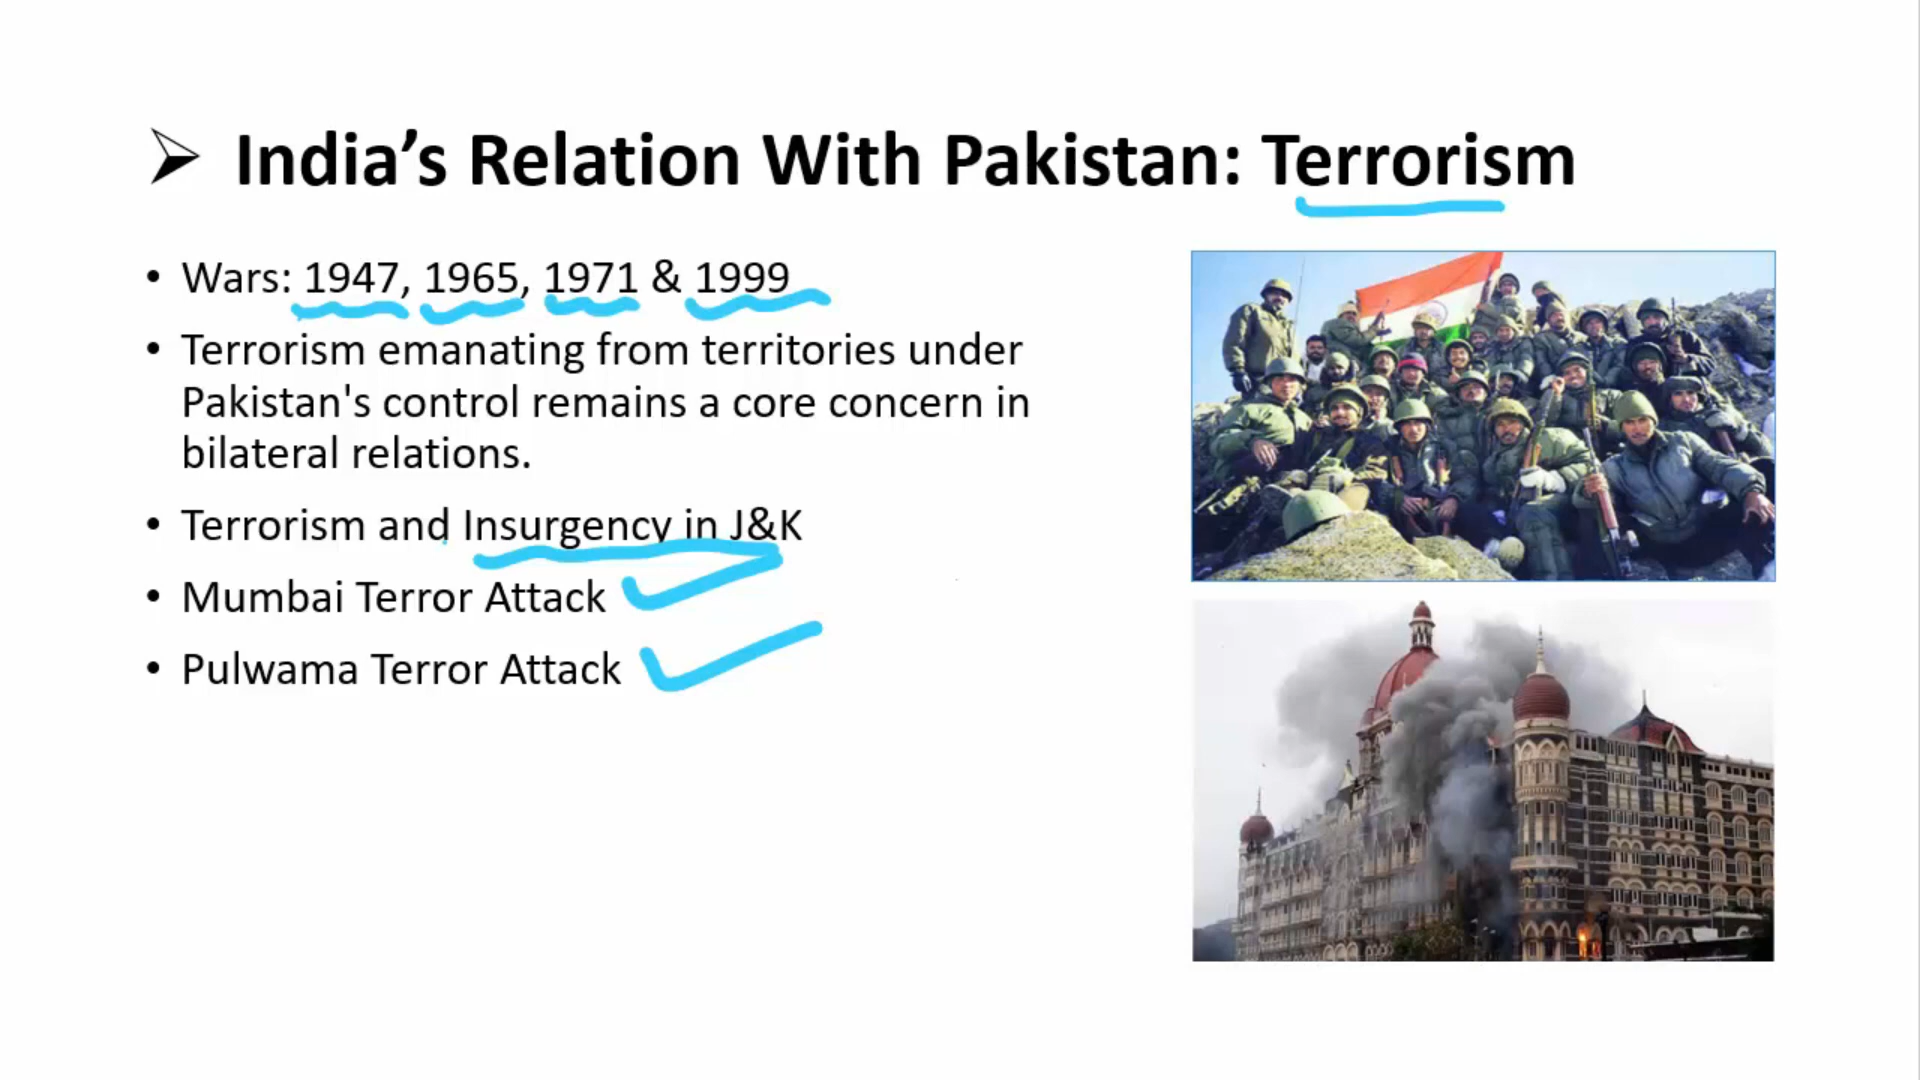 ➢ India’s Relation With Pakistan: Terrorism
• Wars: 1947, 1965, 1971 & 1999
• Terrorism emanating from territories under
Pakistan's control remains a core concern in
bilateral relations.
• Terrorism and Insurgency in J&K
• Mumbai Terror Attack
• Pulwama Terror Attack